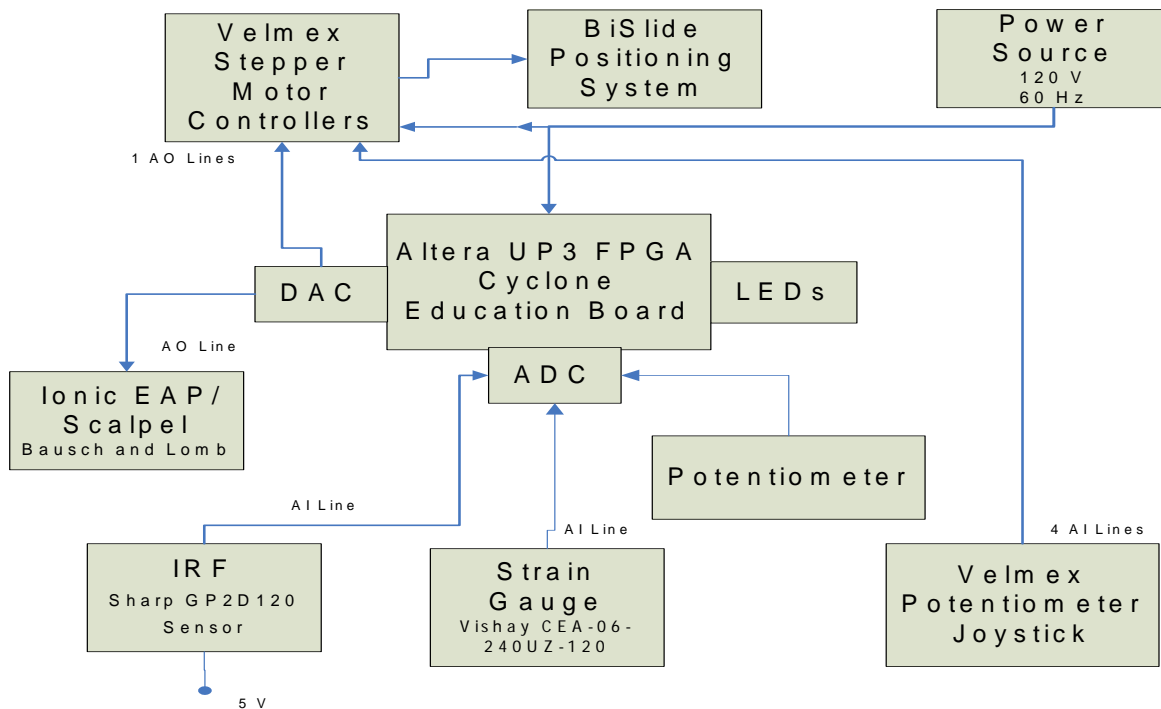 Velmex
Stepper
Motor
Controllers
BiSlide
Positioning
System
Power
Source
120 V
60 Hz
1 AO Lines
Altera UP3 FPGA
Cyclone
Education Board
DAC
LEDs
ADC
AO Line
Ionic EAP/
Scalpel
Bausch and Lomb
Potentiometer
AI Line
AI Line
4 AI Lines
IRF
Sharp GP2D120
Sensor
Strain
Gauge
Vishay CEA-06-
240UZ-120
Velmex
Potentiometer
Joystick
5 V